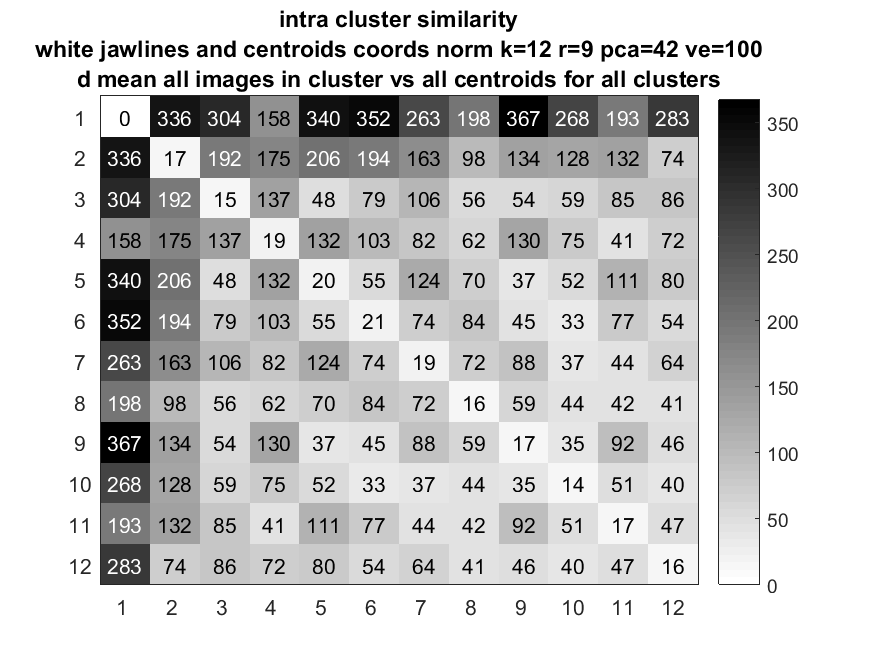 intra cluster similarity
white jawlines and centroids coords norm k=12 r=9 pca=42 ve=100
d mean all images in cluster vs all centroids for all clusters
1 0 336 304 158 340 352 263 198 367 268 193 283
2 336 17 192 175 206 194 163 98 134 128 132 74
3 304 192 15 137 48 79 106 56 54 59 85 86
4 158 175 137 19 132 103 82 62 130 75 41 72
5 340 206 48 132 20 55 124 70 37 52 111 80
6 352 194 79 103 55 21 74 84 45 33 77 54
7 263 163 106 82 124 74 19 72 88 37 44 64
8 198 98 56 62 70 84 72 16 59 44 42 41
9 367 134 54 130 37 45 88 59 17 35 92 46
10 268 128 59 75 52 33 37 44 35 14 51 40
11 193 132 85 41 111 77 44 42 92 51 17 47
12 283 74 86 72 80 54 64 41 46 40 47 16
1 2 3 4 5 6 7 8 9 10 11 12
350
300
250
200
150
100
50
0